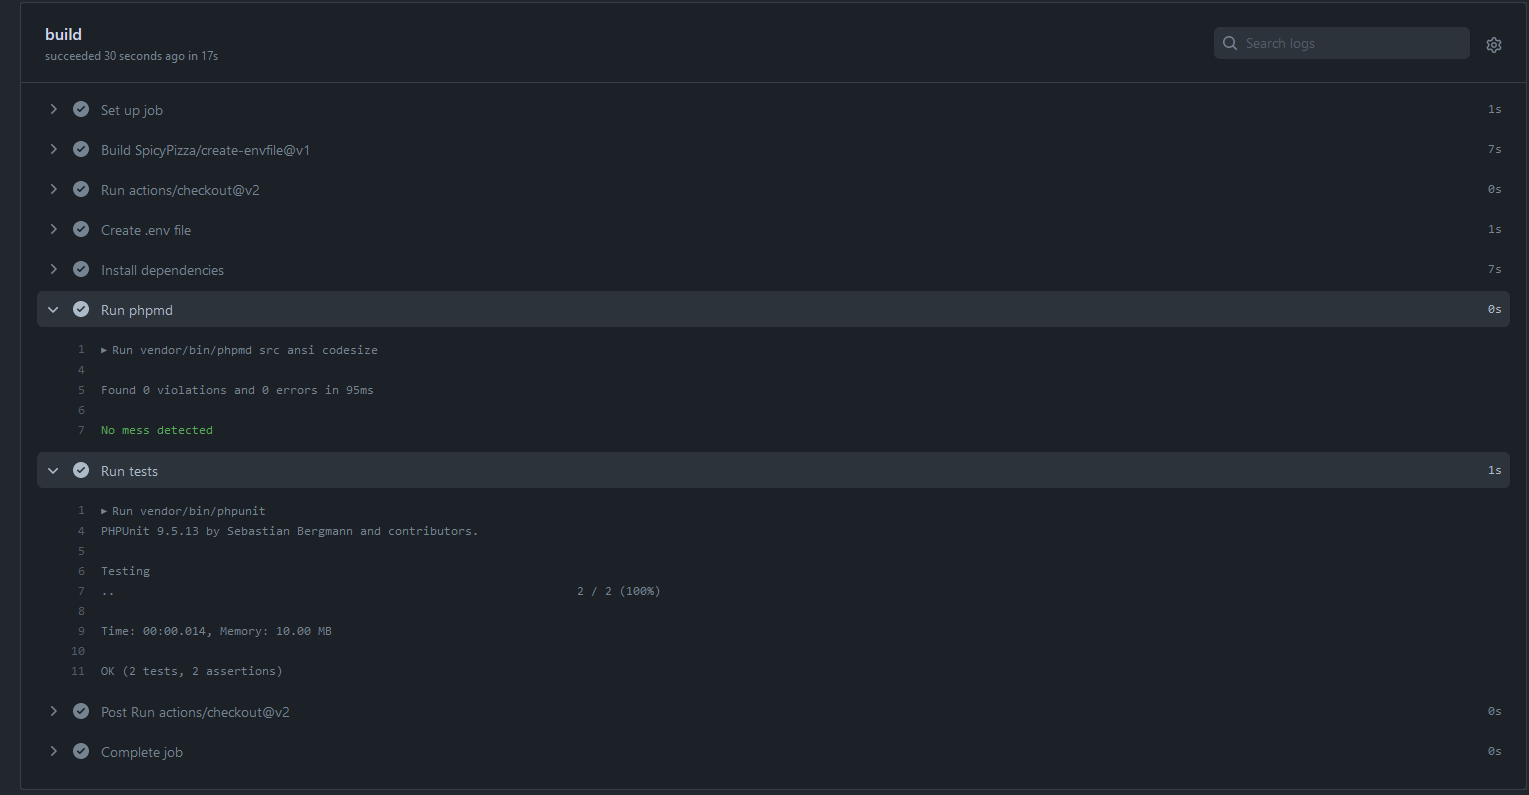 build
succeeded 30 seconds ago in 17s
Search logs
Set up job 1s
Build SpicyPizza/create-envfile@v1 7s
Run actions/checkout@v2 0s
Create .env file 1s
Install dependencies 7s
Run phpmd 0s
1 ▸ Run vendor/bin/phpmd src ansi codesize
4
5 Found 0 violations and 0 errors in 95ms
6
7 No mess detected
Run tests 1s
1 ▸ Run vendor/bin/phpunit
4 PHPUnit 9.5.13 by Sebastian Bergmann and contributors.
5
6 Testing
7 .. 2 / 2 (100%)
8
9 Time: 00:00.014, Memory: 10.00 MB
10
11 OK (2 tests, 2 assertions)
Post Run actions/checkout@v2 0s
Complete job 0s